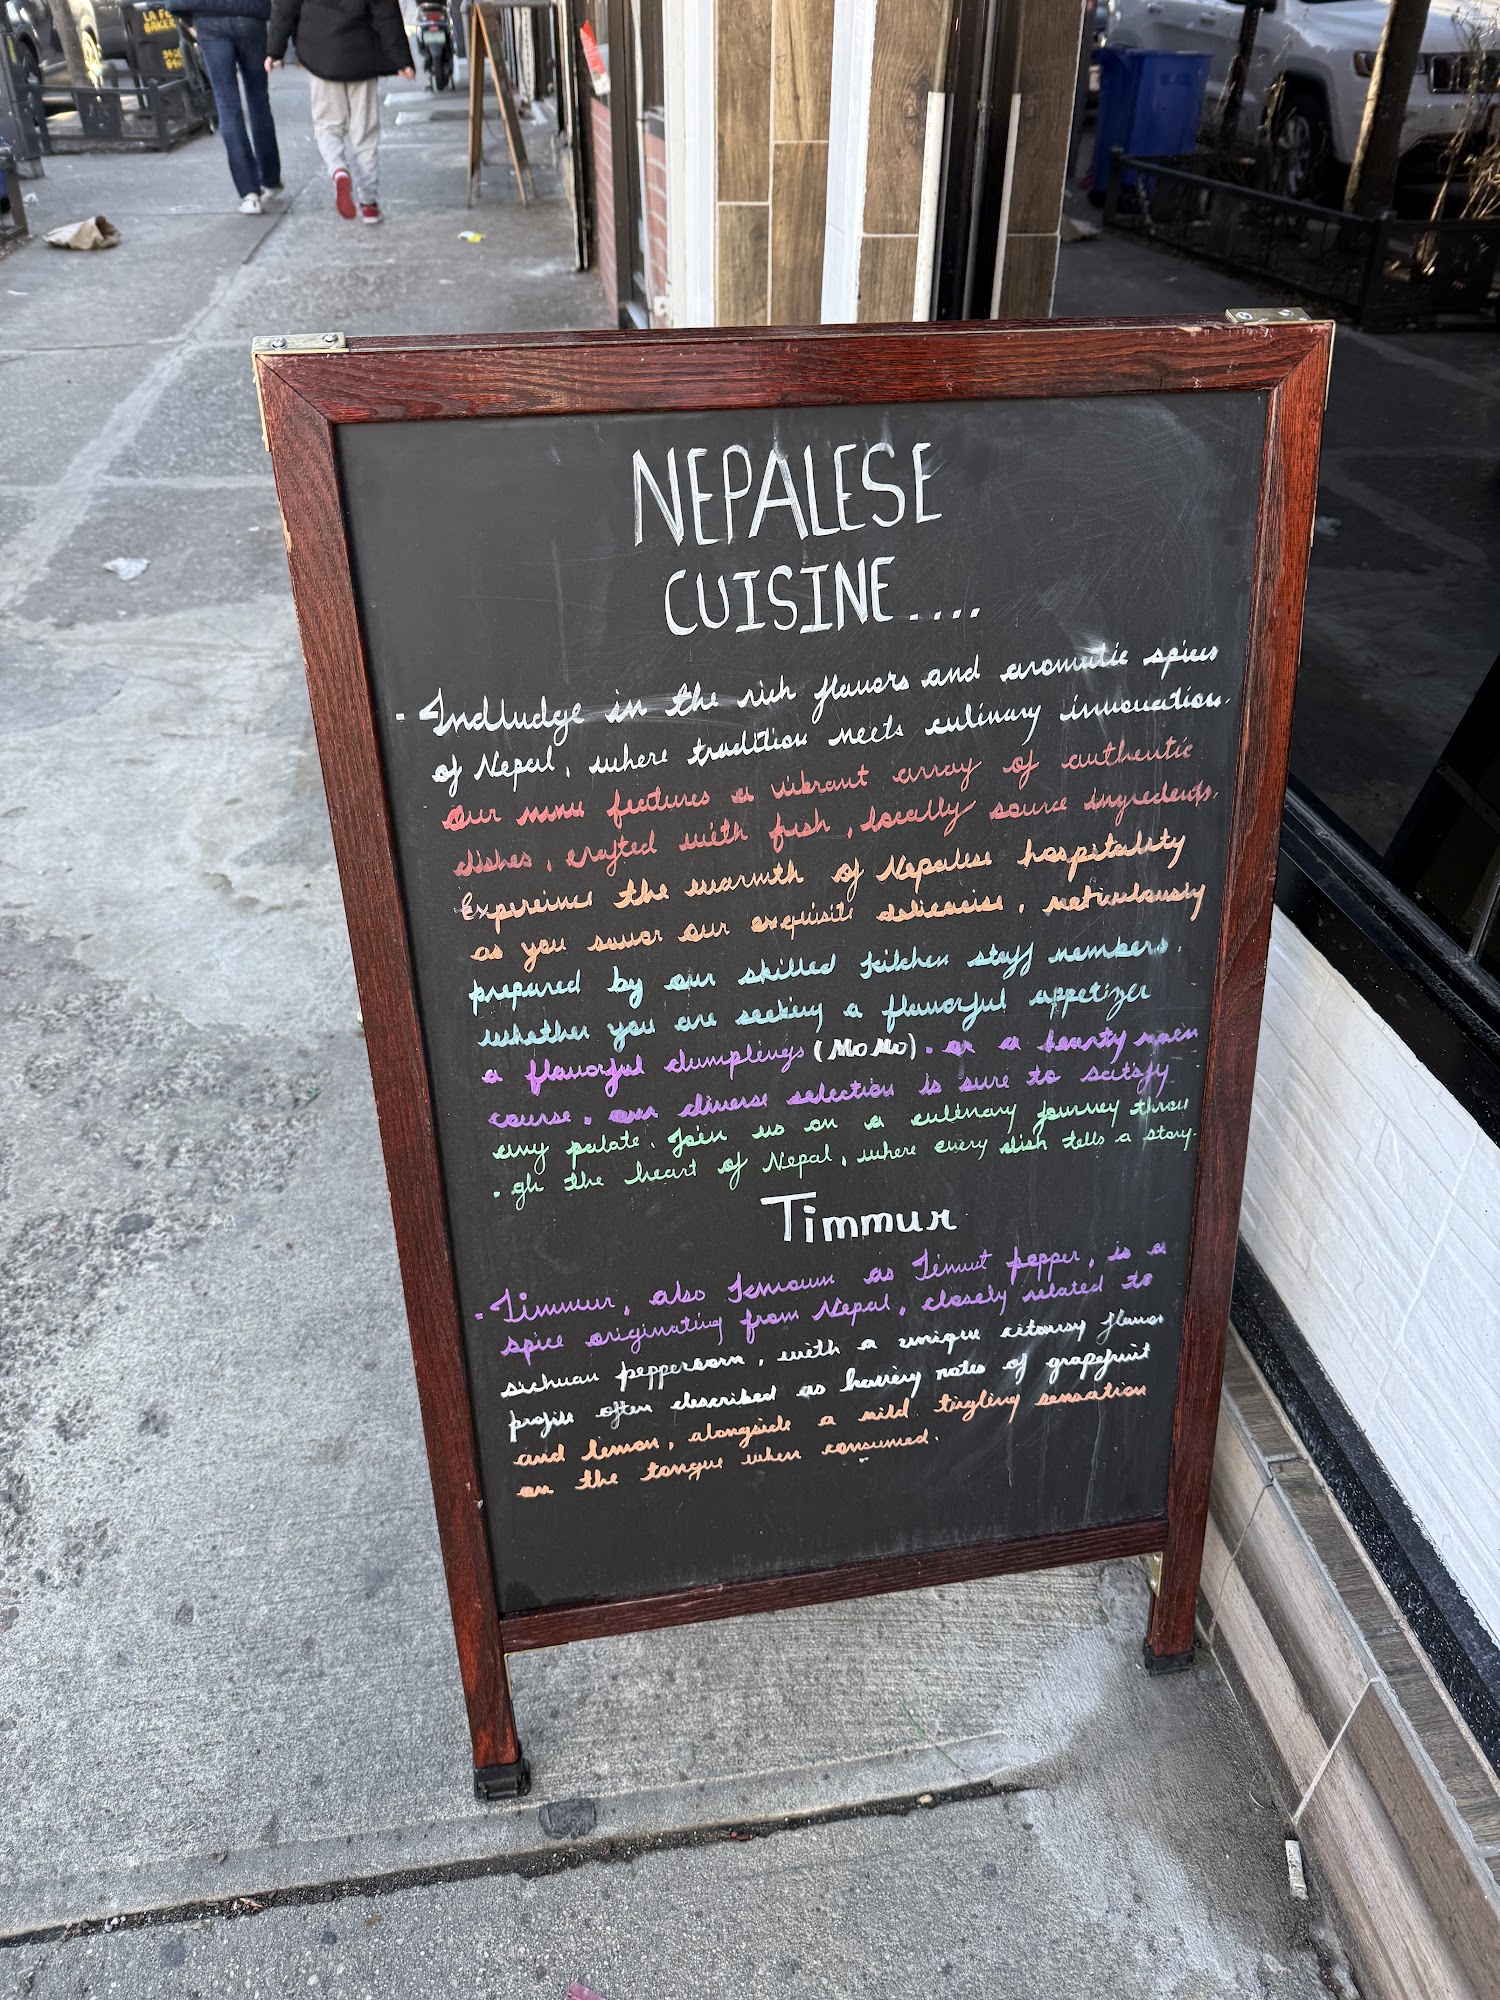 LA F
BAKER
NEPALESE
CUISINE....
- Indludge in the rich flavors and aromatic spices
of Nepal, where tradition meets culinary innovation.
Our menu features a vibrant array of authentic
dishes, crafted with fresh, locally source ingredents.
Expereince the warmth of Nepalese hospitality
as you savor our exquisite delicacise, meticulously
prepared by our skilled kitchen staff members.
whether you are seeking a flavorful appetizer
a flavorful dumplings (MoMo). or a hearty main
course, our diverse selection is sure to satisfy
every palate. Join us on a culinary journey throu
. gh the heart of Nepal, where every dish tells a story.
Timmur
- Timmur, also known as Timut pepper, is a
spice originating from Nepal, closely related to
sichuan peppercorn, with a unique citrusy flavor
profile often described as having notes of grapefruit
and lemon, alongside a mild tingling sensation
on the tongue when consumed.